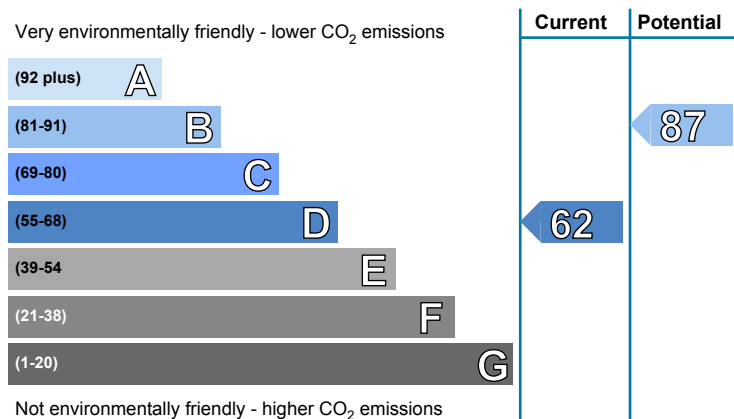 Current Potential
Very environmentally friendly - lower CO2 emissions
(92 plus) A
(81-91) B 87
(69-80) C
(55-68) D 62
(39-54 E
(21-38) F
(1-20) G
Not environmentally friendly - higher CO2 emissions